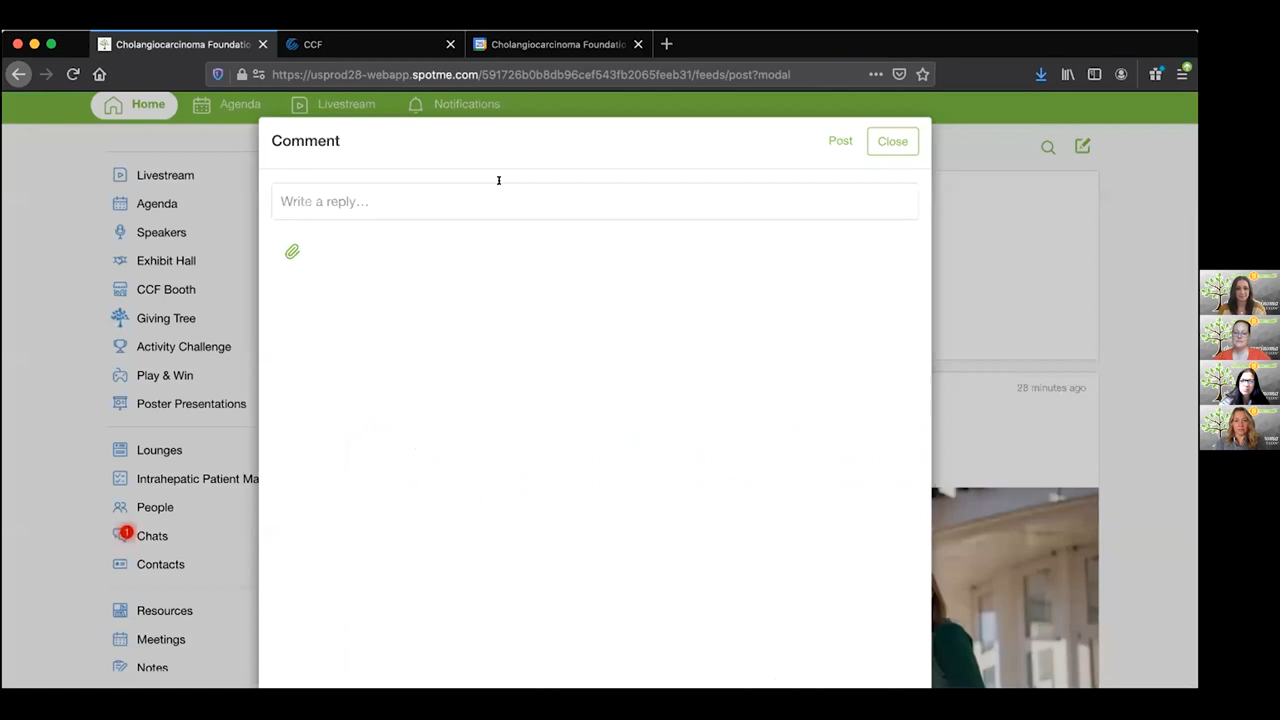 Cholangiocarcinoma Foundatio
CCF
Cholangiocarcinoma Foundatio
https://usprod28-webapp.spotme.com/591726b0b8db96cef543fb2065feeb31/feeds/post?modal
Home
Agenda
Livestream
Notifications
Comment
Post
Close
Write a reply…
Livestream
Agenda
Speakers
Exhibit Hall
CCF Booth
Giving Tree
Activity Challenge
Play & Win
Poster Presentations
28 minutes ago
Lounges
Intrahepatic Patient Ma
People
1
Chats
Contacts
Resources
Meetings
Notes